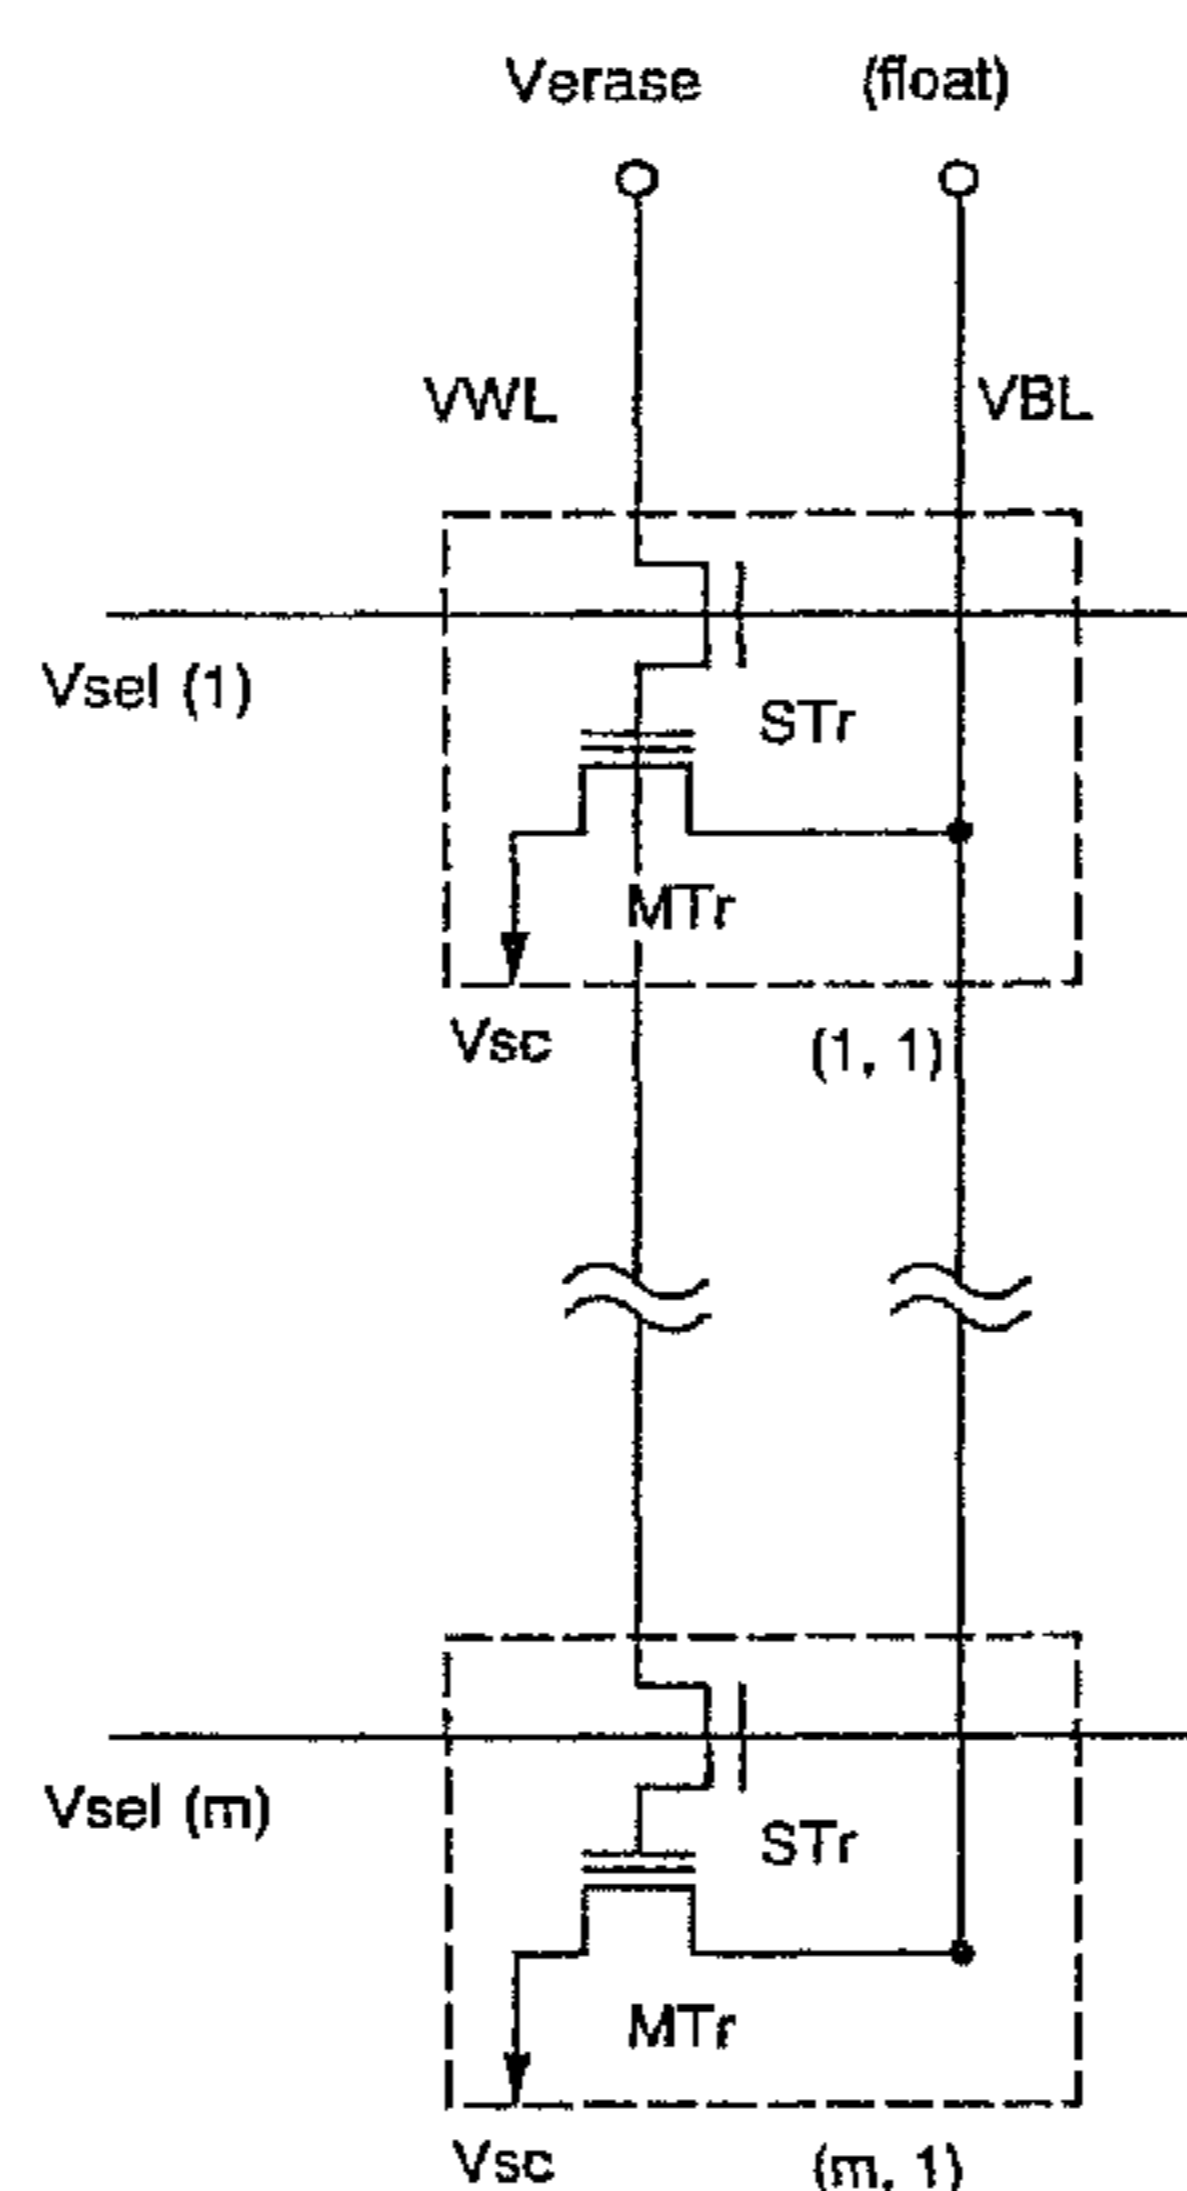 Verase (float)
VWL VBL
Vsel (1)
STr
MTr
Vsc (1, 1)
Vsel (m)
STr
MTr
Vsc (m, 1)